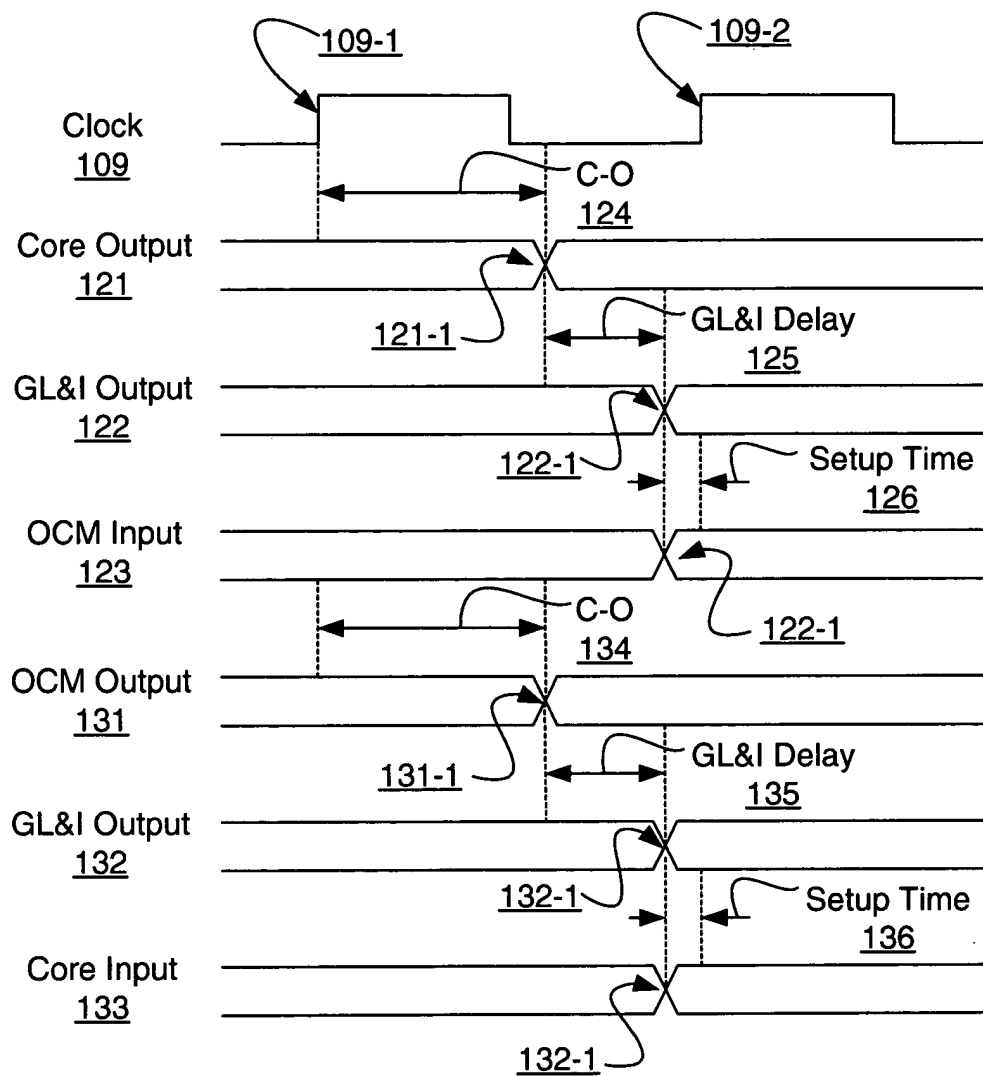 109-1
109-2
Clock
109
C-O
124
Core Output
121
121-1
GL&I Delay
125
GL&I Output
122
122-1
Setup Time
126
OCM Input
123
C-O
134
122-1
OCM Output
131
131-1
GL&I Delay
135
GL&I Output
132
132-1
Setup Time
136
Core Input
133
132-1